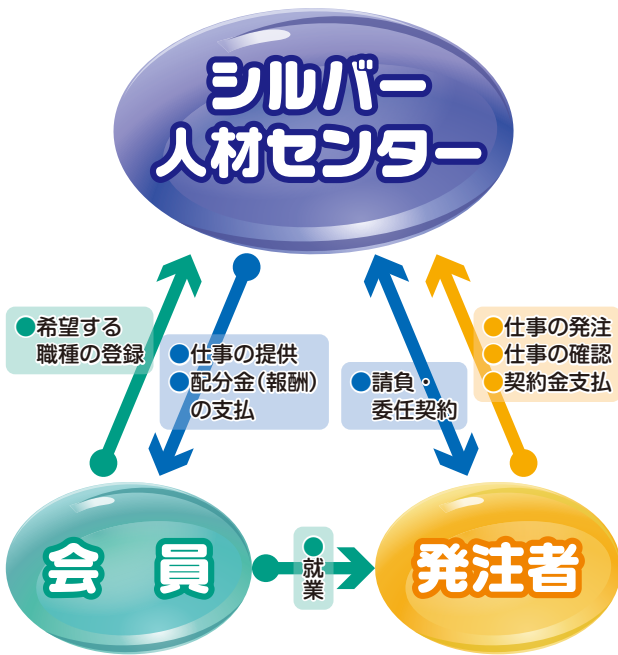 シルバー
人材センター
●希望する
職種の登録
●仕事の提供
●配分金(報酬)
の支払
●請負・
委任契約
●仕事の発注
●仕事の確認
●契約金支払
会　員
●就業
発注者